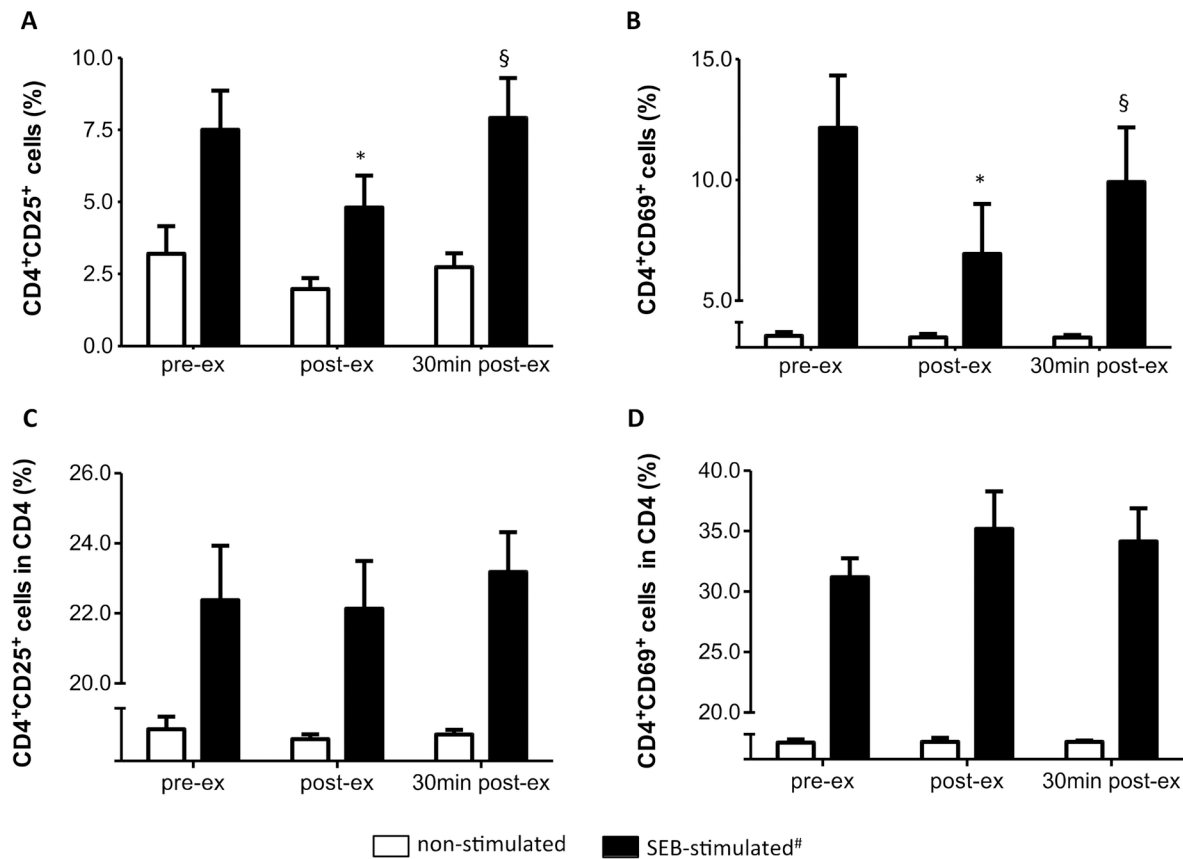 A
CD4⁺CD25⁺ cells (%)
10.0
7.5
5.0
2.5
0.0
*
§
pre-ex
post-ex
30min post-ex
B
CD4⁺CD69⁺ cells (%)
15.0
10.0
5.0
*
§
pre-ex
post-ex
30min post-ex
C
CD4⁺CD25⁺ cells in CD4 (%)
26.0
24.0
22.0
20.0
pre-ex
post-ex
30min post-ex
D
CD4⁺CD69⁺ cells in CD4 (%)
40.0
35.0
30.0
25.0
20.0
pre-ex
post-ex
30min post-ex
non-stimulated
SEB-stimulated#